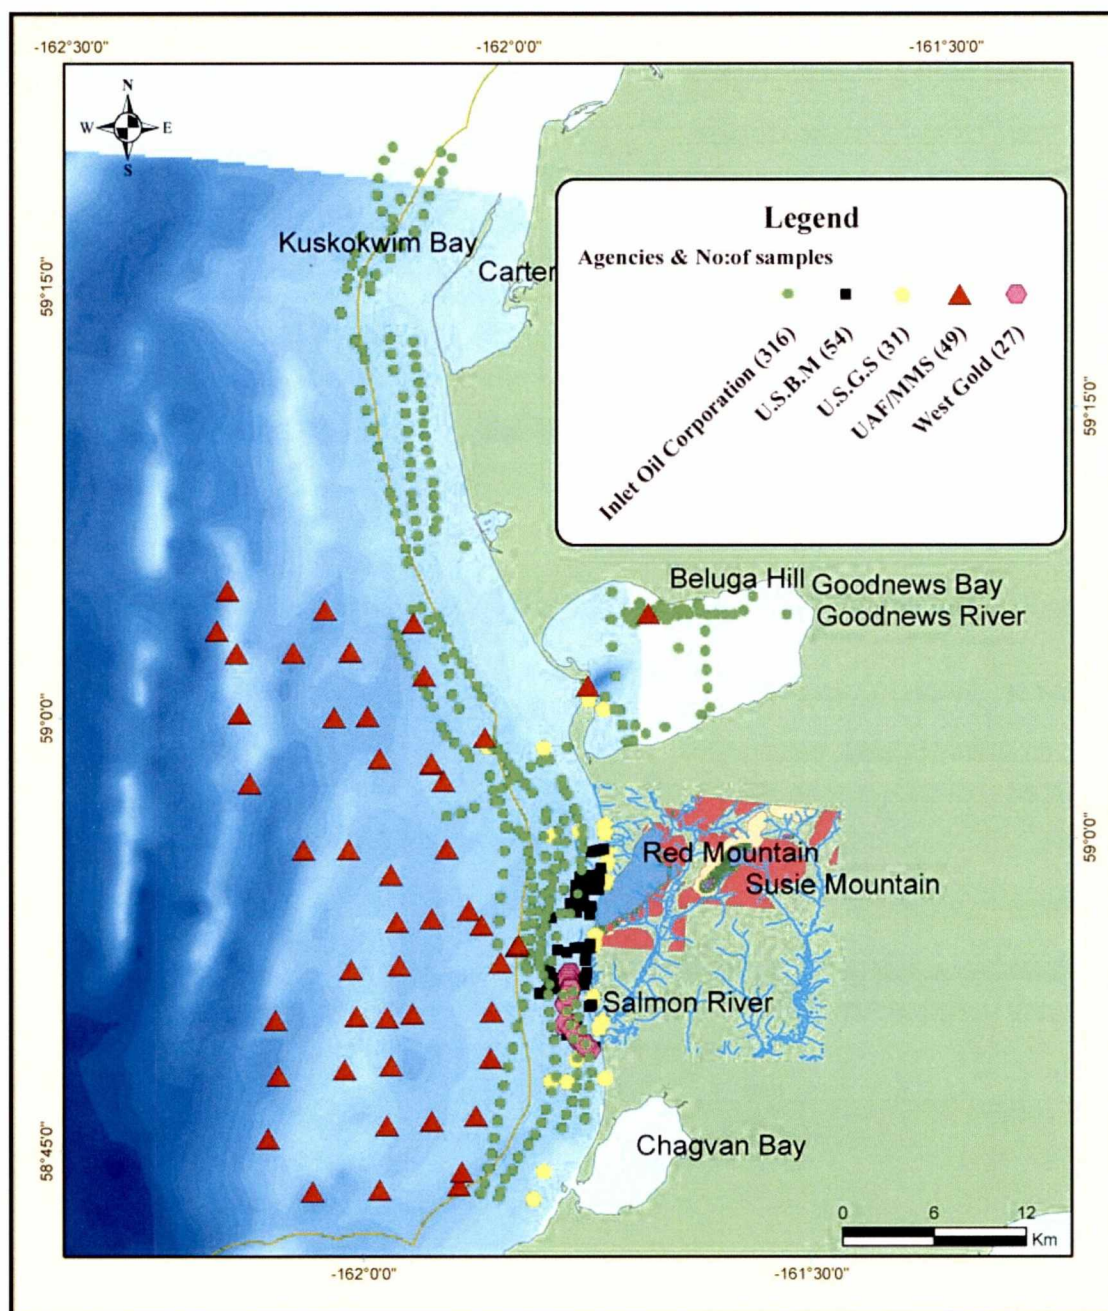 -162°30'0" -162°0'0" -161°30'0"
N
W E
S
59°15'0"
59°15'0"
59°0'0"
59°0'0"
58°45'0"
Kuskokwim Bay
Carter
Legend
Agencies & No:of samples
Inlet Oil Corporation (316)
U.S.B.M (54)
U.S.G.S (31)
UAF/MMS (49)
West Gold (27)
Beluga Hill Goodnews Bay
Goodnews River
Red Mountain
Susie Mountain
Salmon River
Chagvan Bay
0 6 12
Km
-162°0'0" -161°30'0"